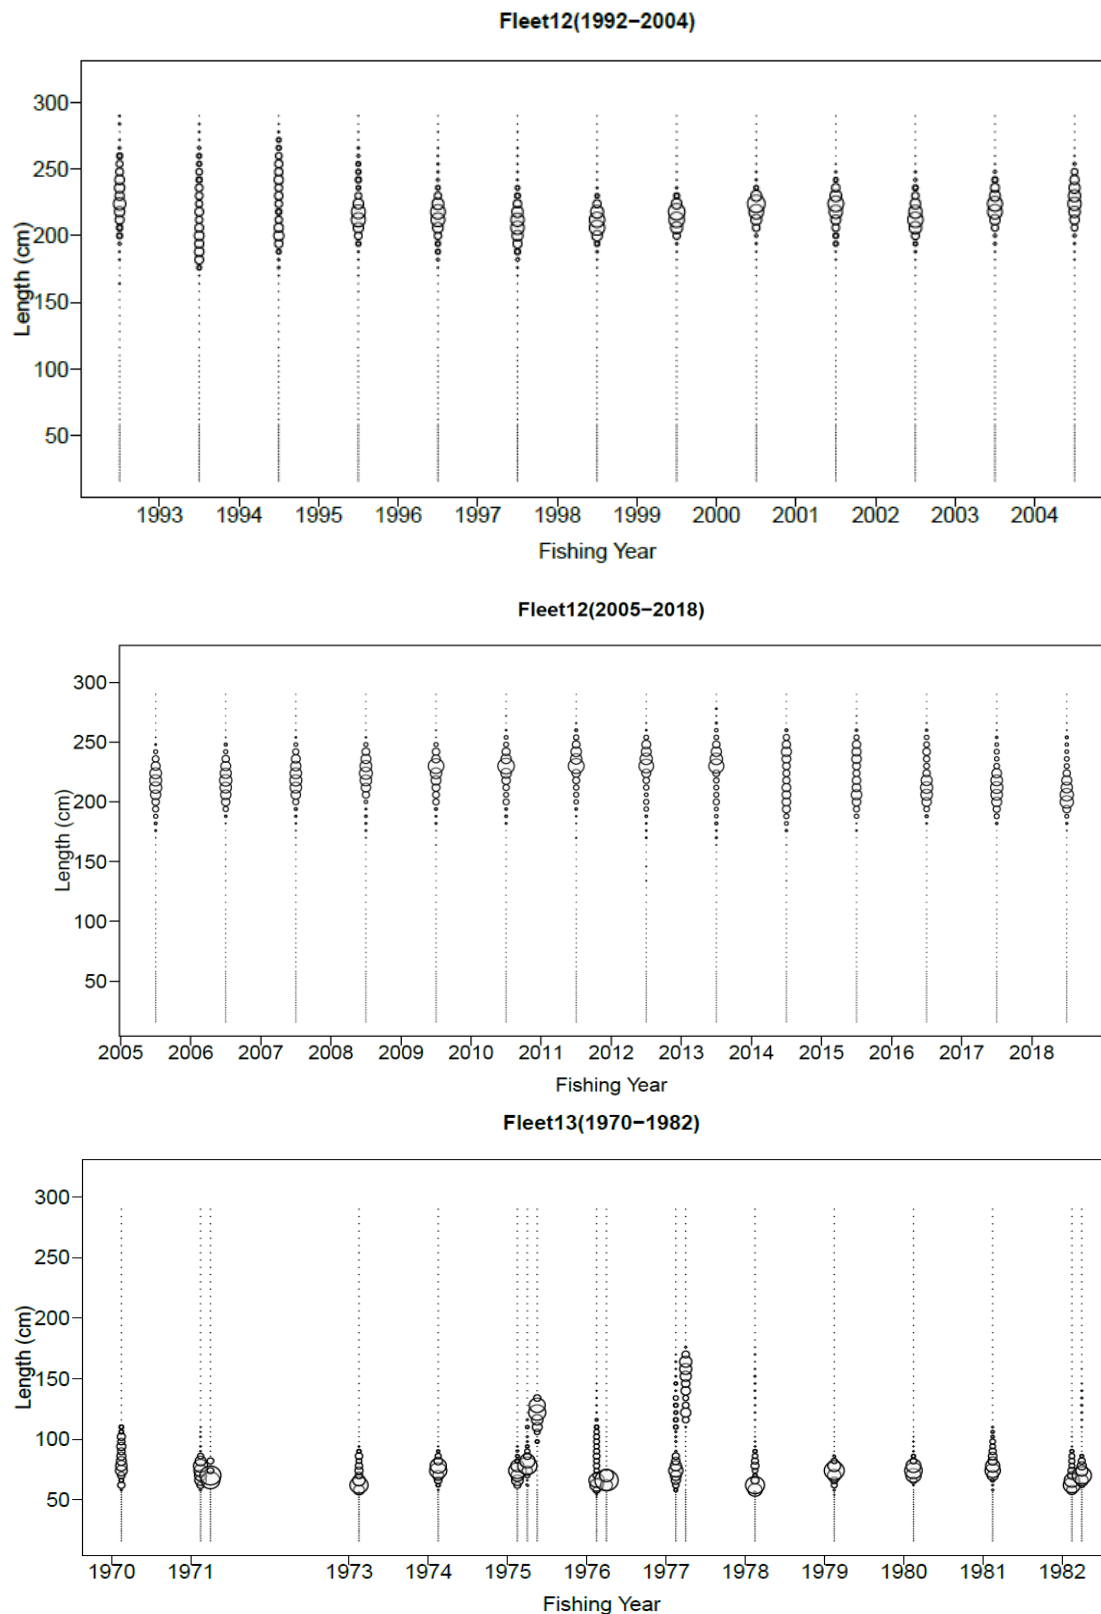 Fleet12(1992−2004)
300
250
200
150
100
50
Length (cm)
1993 1994 1995 1996 1997 1998 1999 2000 2001 2002 2003 2004
Fishing Year
Fleet12(2005−2018)
300
250
200
150
100
50
Length (cm)
2005 2006 2007 2008 2009 2010 2011 2012 2013 2014 2015 2016 2017 2018
Fishing Year
Fleet13(1970−1982)
300
250
200
150
100
50
Length (cm)
1970 1971 1973 1974 1975 1976 1977 1978 1979 1980 1981 1982
Fishing Year